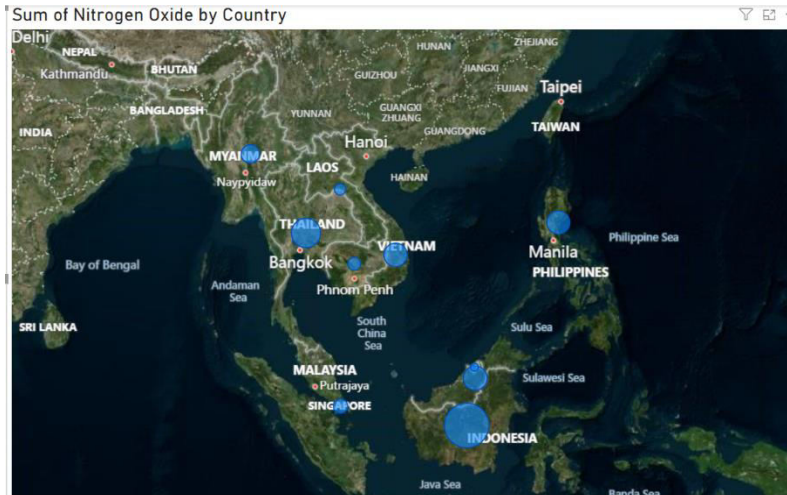 Sum of Nitrogen Oxide by Country
Delhi
NEPAL
Kathmandu
BHUTAN
BANGLADESH
INDIA
HUNAN
ZHEJIANG
GUIZHOU
JIANGXI
FUJIAN
YUNNAN
GUANGXI
ZHUANG
GUANGDONG
Taipei
TAIWAN
Hanoi
MYANMAR
LAOS
Naypyidaw
HAINAN
THAILAND
VIETNAM
Bangkok
Manila
Philippine Sea
Bay of Bengal
PHILIPPINES
Andaman
Sea
Phnom Penh
SRI LANKA
South
China
Sea
Sulu Sea
MALAYSIA
Putrajaya
Sulawesi Sea
SINGAPORE
INDONESIA
Java Sea
Banda Sea